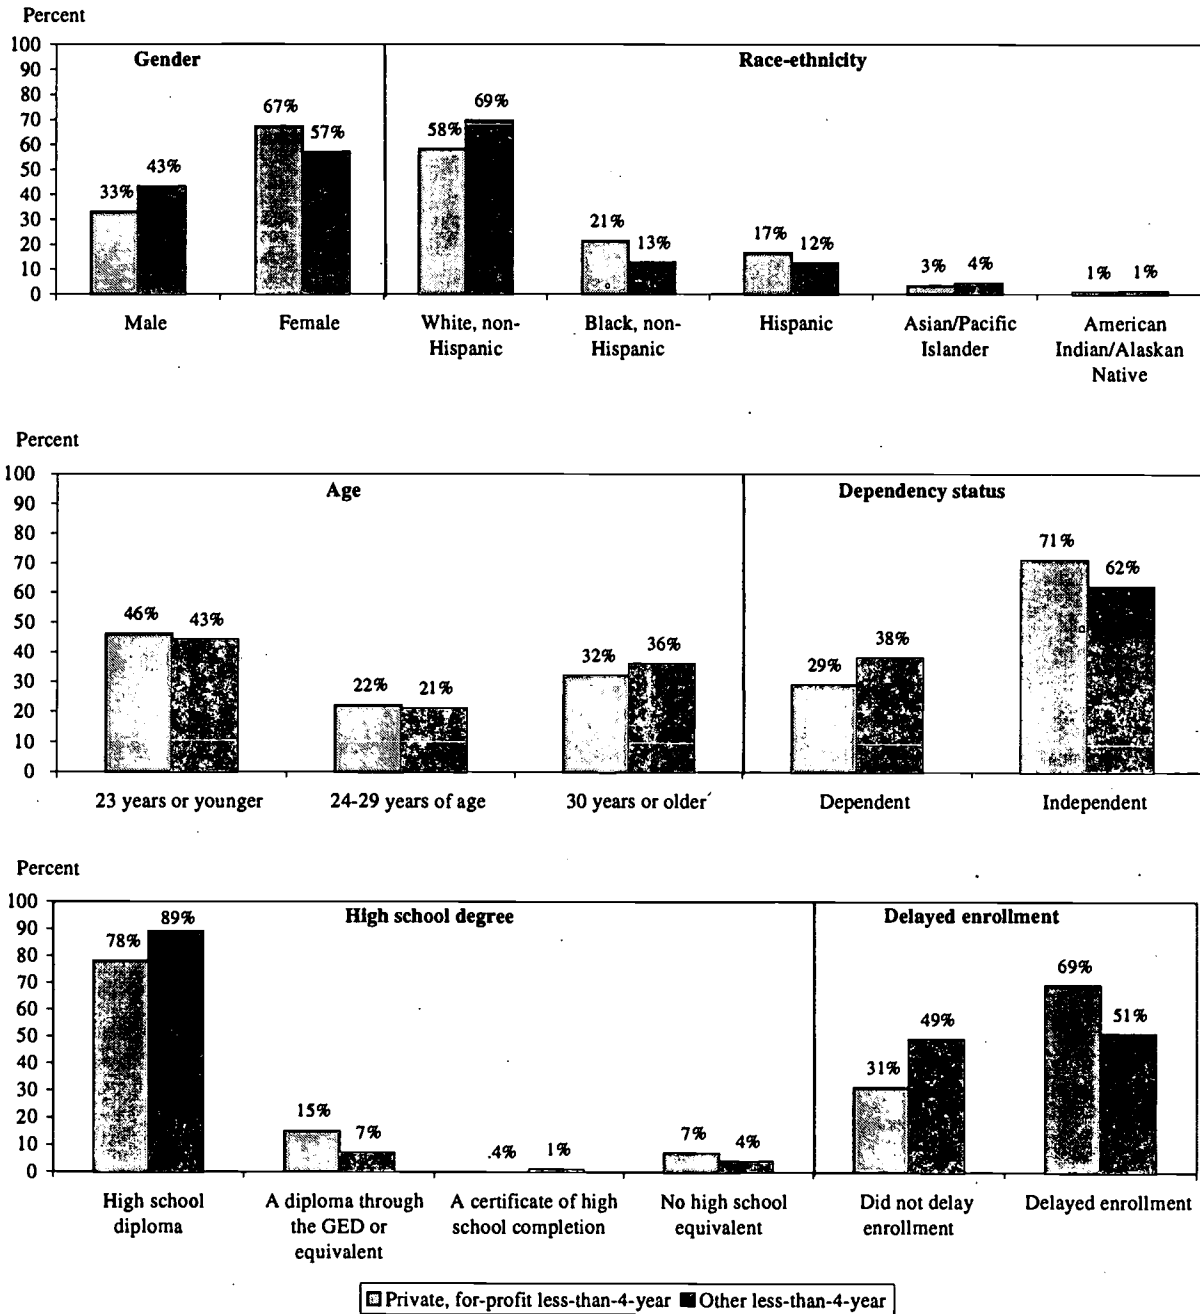 Percent
100
90
80
70
60
50
40
30
20
10
0
Gender
Race-ethnicity
33%
43%
67%
57%
58%
69%
21%
13%
17%
12%
3%
4%
1%
1%
Male
Female
White, non-
Hispanic
Black, non-
Hispanic
Hispanic
Asian/Pacific
Islander
American
Indian/Alaskan
Native
Percent
100
90
80
70
60
50
40
30
20
10
0
Age
Dependency status
46%
43%
22%
21%
32%
36%
29%
38%
71%
62%
23 years or younger
24-29 years of age
30 years or older
Dependent
Independent
Percent
100
90
80
70
60
50
40
30
20
10
0
High school degree
Delayed enrollment
78%
89%
15%
7%
.4%
1%
7%
4%
31%
49%
69%
51%
High school
diploma
A diploma through
the GED or
equivalent
A certificate of high
school completion
No high school
equivalent
Did not delay
enrollment
Delayed enrollment
Private, for-profit less-than-4-year
Other less-than-4-year